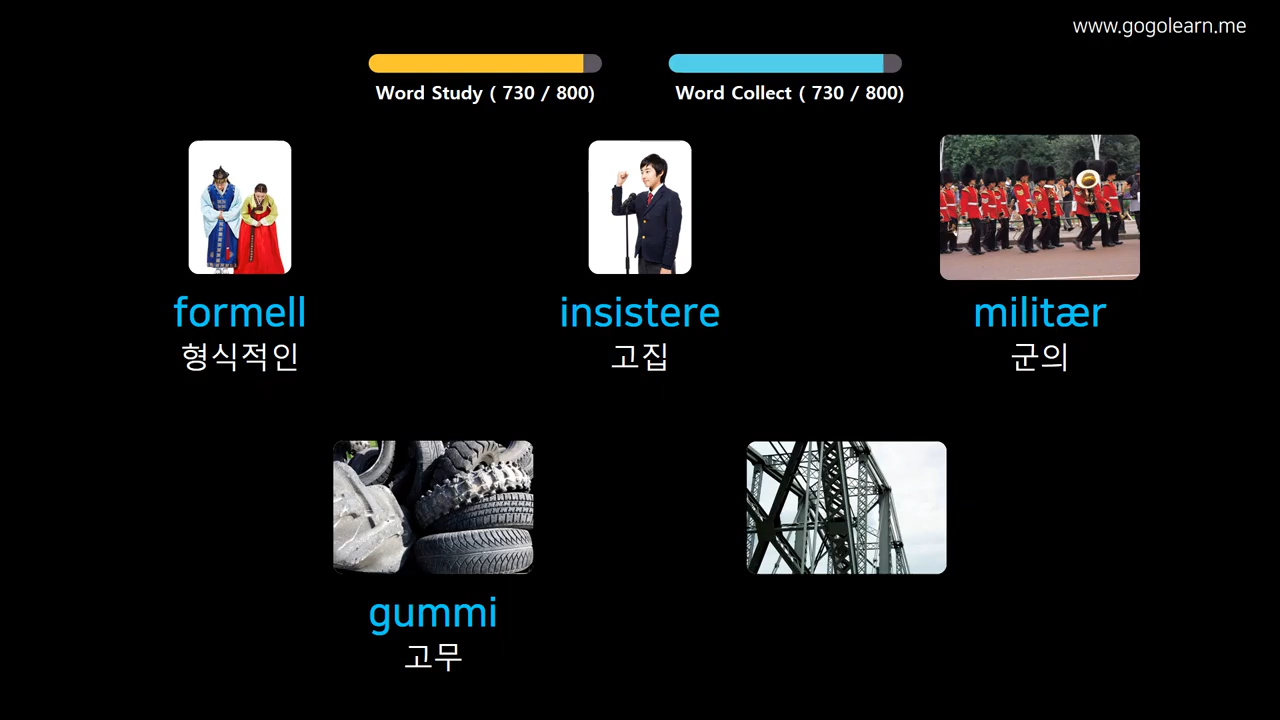 www.gogolearn.me
Word Study ( 730 / 800)
Word Collect ( 730 / 800)
formell
형식적인
insistere
고집
militær
군의
gummi
고무